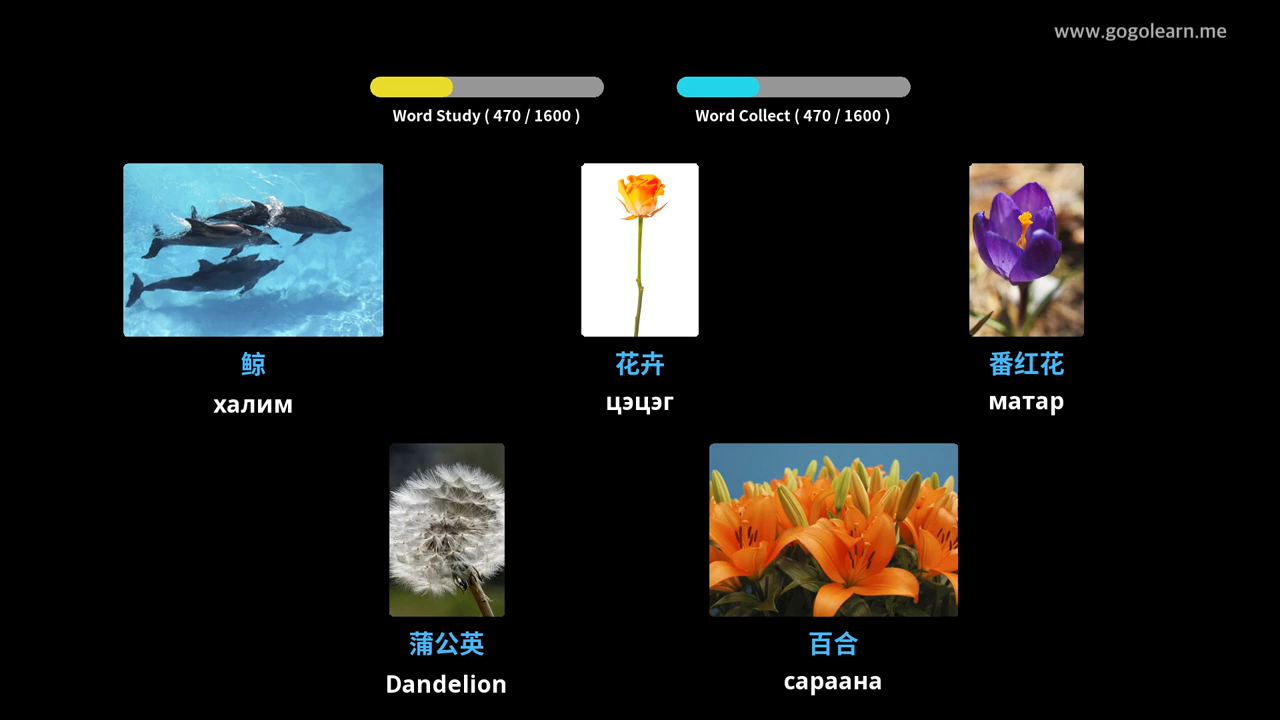 www.gogolearn.me
Word Study ( 470 / 1600 )
Word Collect ( 470 / 1600 )
鲸
халим
花卉
цэцэг
番红花
матар
蒲公英
Dandelion
百合
сараана